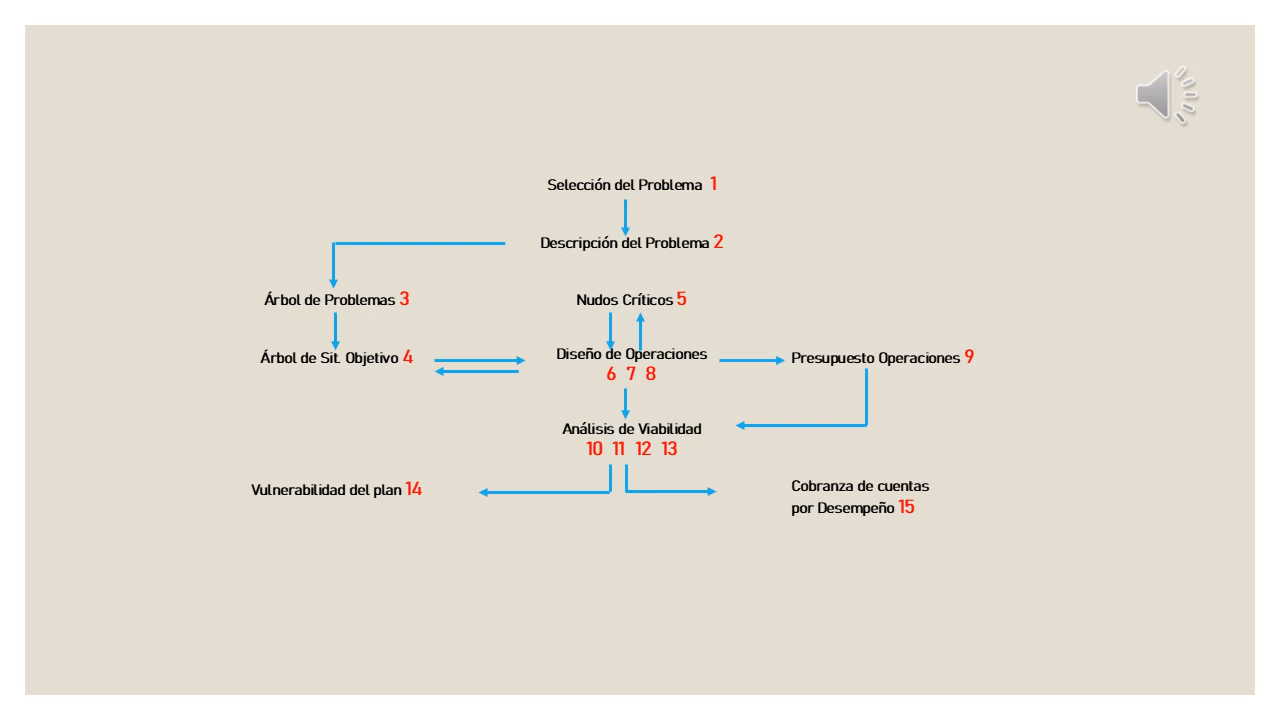 Selección del Problema 1
Descripción del Problema 2
Árbol de Problemas 3
Nudos Críticos 5
Árbol de Sit. Objetivo 4
Diseño de Operaciones
6 7 8
Presupuesto Operaciones 9
Análisis de Viabilidad
10 11 12 13
Vulnerabilidad del plan 14
Cobranza de cuentas
por Desempeño 15